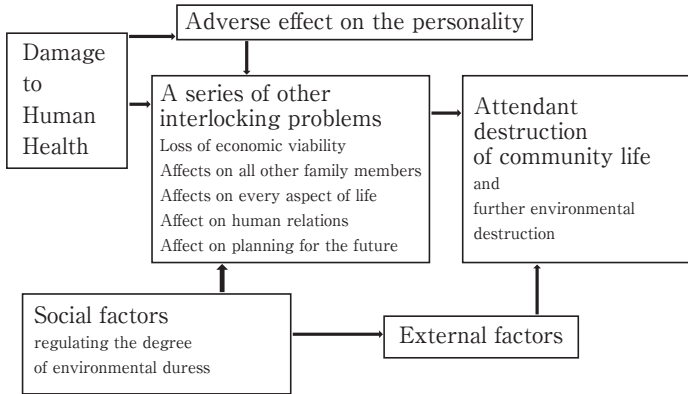 Adverse effect on the personality
Damage
to
Human
Health
A series of other
interlocking problems
Loss of economic viability
Affects on all other family members
Affects on every aspect of life
Affect on human relations
Affect on planning for the future
Attendant
destruction
of community life
and
further environmental
destruction
Social factors
regulating the degree
of environmental duress
External factors